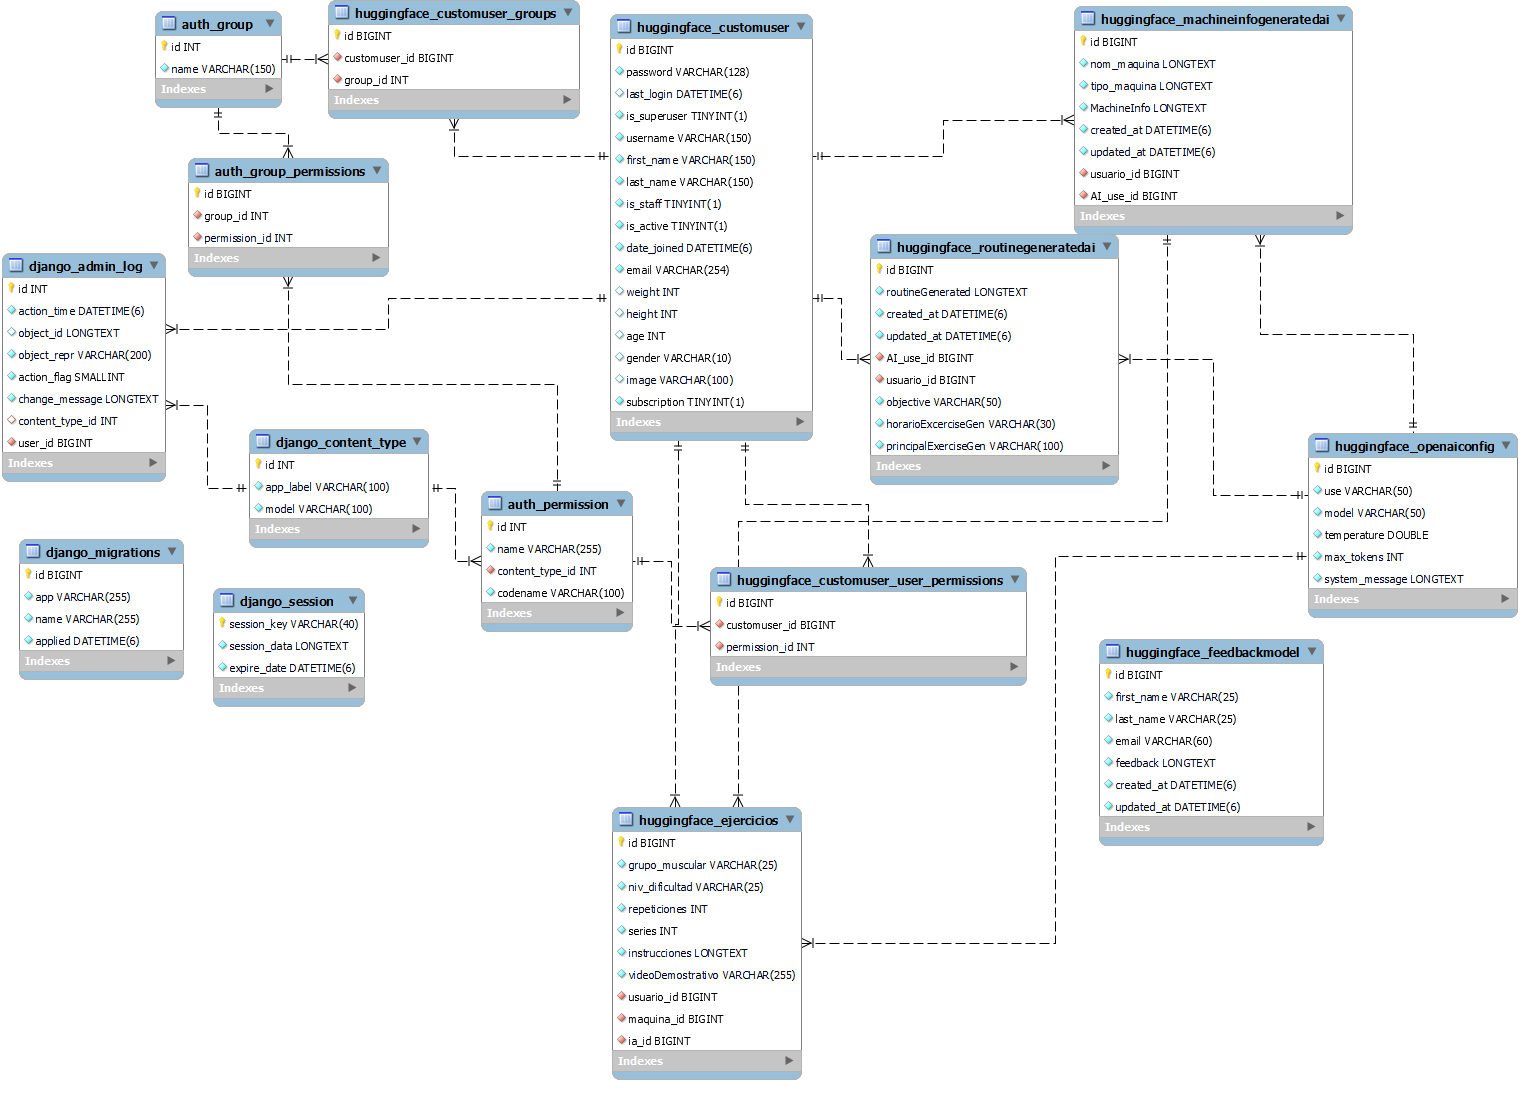 auth_group
id INT
name VARCHAR(150)
Indexes
huggingface_customuser_groups
id BIGINT
customuser_id BIGINT
group_id INT
Indexes
huggingface_customuser
id BIGINT
password VARCHAR(128)
last_login DATETIME(6)
is_superuser TINYINT(1)
username VARCHAR(150)
first_name VARCHAR(150)
last_name VARCHAR(150)
is_staff TINYINT(1)
is_active TINYINT(1)
date_joined DATETIME(6)
email VARCHAR(254)
weight INT
height INT
age INT
gender VARCHAR(10)
image VARCHAR(100)
subscription TINYINT(1)
Indexes
huggingface_machineinfogeneratedai
id BIGINT
nom_maquina LONGTEXT
tipo_maquina LONGTEXT
MachineInfo LONGTEXT
created_at DATETIME(6)
updated_at DATETIME(6)
usuario_id BIGINT
AI_use_id BIGINT
Indexes
auth_group_permissions
id BIGINT
group_id INT
permission_id INT
Indexes
huggingface_routinegeneratedai
id BIGINT
routineGenerated LONGTEXT
created_at DATETIME(6)
updated_at DATETIME(6)
AI_use_id BIGINT
usuario_id BIGINT
objective VARCHAR(50)
horarioExcerciseGen VARCHAR(30)
principalExerciseGen VARCHAR(100)
Indexes
django_admin_log
id INT
action_time DATETIME(6)
object_id LONGTEXT
object_repr VARCHAR(200)
action_flag SMALLINT
change_message LONGTEXT
content_type_id INT
user_id BIGINT
Indexes
django_content_type
id INT
app_label VARCHAR(100)
model VARCHAR(100)
Indexes
huggingface_openaiconfig
id BIGINT
use VARCHAR(50)
model VARCHAR(50)
temperature DOUBLE
max_tokens INT
system_message LONGTEXT
Indexes
auth_permission
id INT
name VARCHAR(255)
content_type_id INT
codename VARCHAR(100)
Indexes
django_migrations
id BIGINT
app VARCHAR(255)
name VARCHAR(255)
applied DATETIME(6)
Indexes
django_session
session_key VARCHAR(40)
session_data LONGTEXT
expire_date DATETIME(6)
Indexes
huggingface_customuser_user_permissions
id BIGINT
customuser_id BIGINT
permission_id INT
Indexes
huggingface_feedbackmodel
id BIGINT
first_name VARCHAR(25)
last_name VARCHAR(25)
email VARCHAR(60)
feedback LONGTEXT
created_at DATETIME(6)
updated_at DATETIME(6)
Indexes
huggingface_ejercicios
id BIGINT
grupo_muscular VARCHAR(25)
niv_dificultad VARCHAR(25)
repeticiones INT
series INT
instrucciones LONGTEXT
videoDemostrativo VARCHAR(255)
usuario_id BIGINT
maquina_id BIGINT
ia_id BIGINT
Indexes